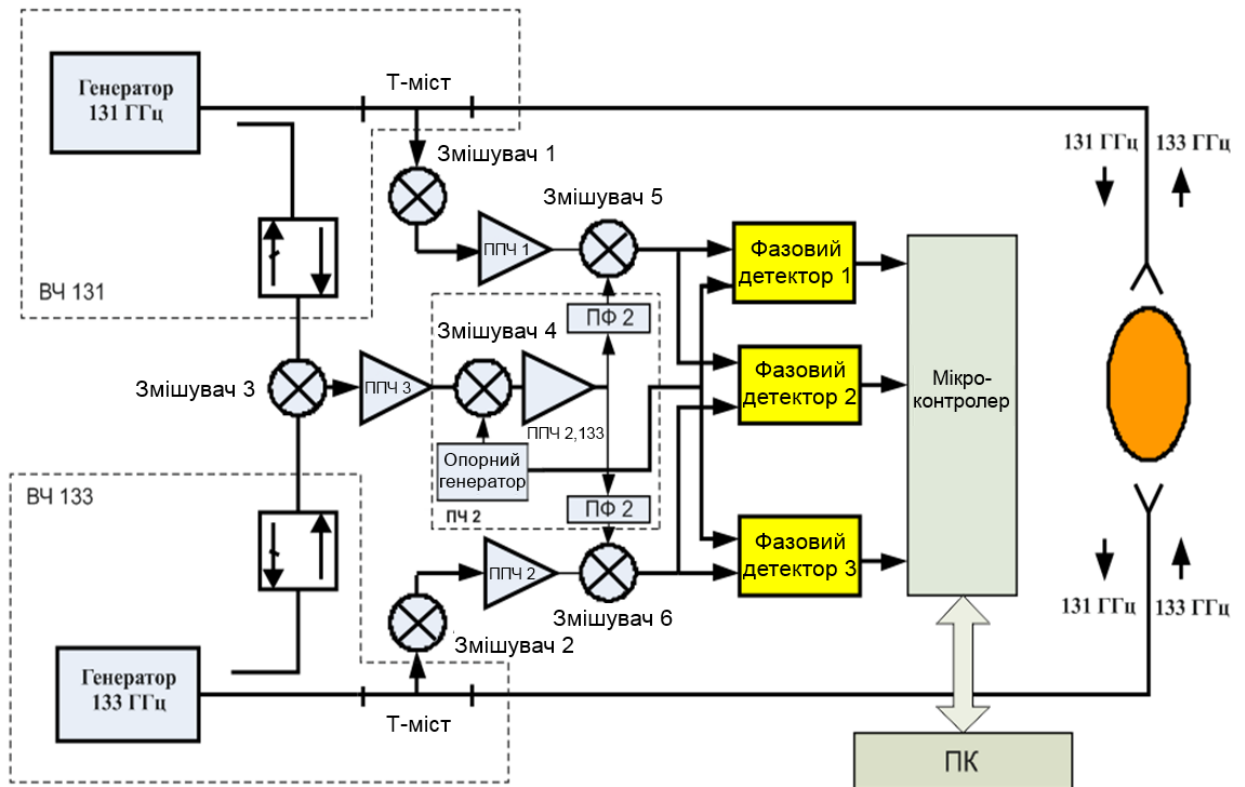 Генератор
131 ГГц
Т-міст
Змішувач 1
ВЧ 131
131 ГГц
133 ГГц
Змішувач 5
ППЧ 1
Фазовий
детектор 1
ПФ 2
Змішувач 4
Змішувач 3
ППЧ 3
ППЧ 2,133
Фазовий
детектор 2
Мікро-
контролер
Опорний
генератор
ПЧ 2
ПФ 2
ВЧ 133
ППЧ 2
Фазовий
детектор 3
Змішувач 6
Змішувач 2
131 ГГц
133 ГГц
Генератор
133 ГГц
Т-міст
ПК